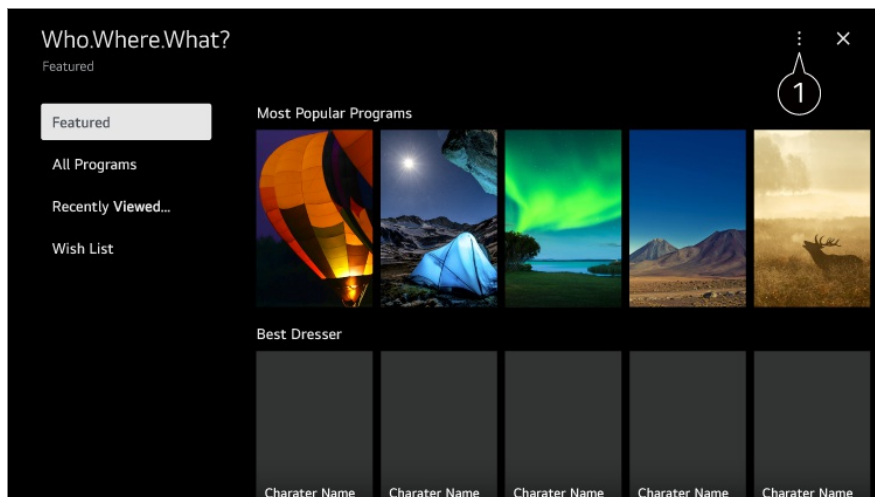 Who.Where.What?
Featured
1
Featured
All Programs
Recently Viewed...
Wish List
Most Popular Programs
Best Dresser
Charater Name
Charater Name
Charater Name
Charater Name
Charater Name